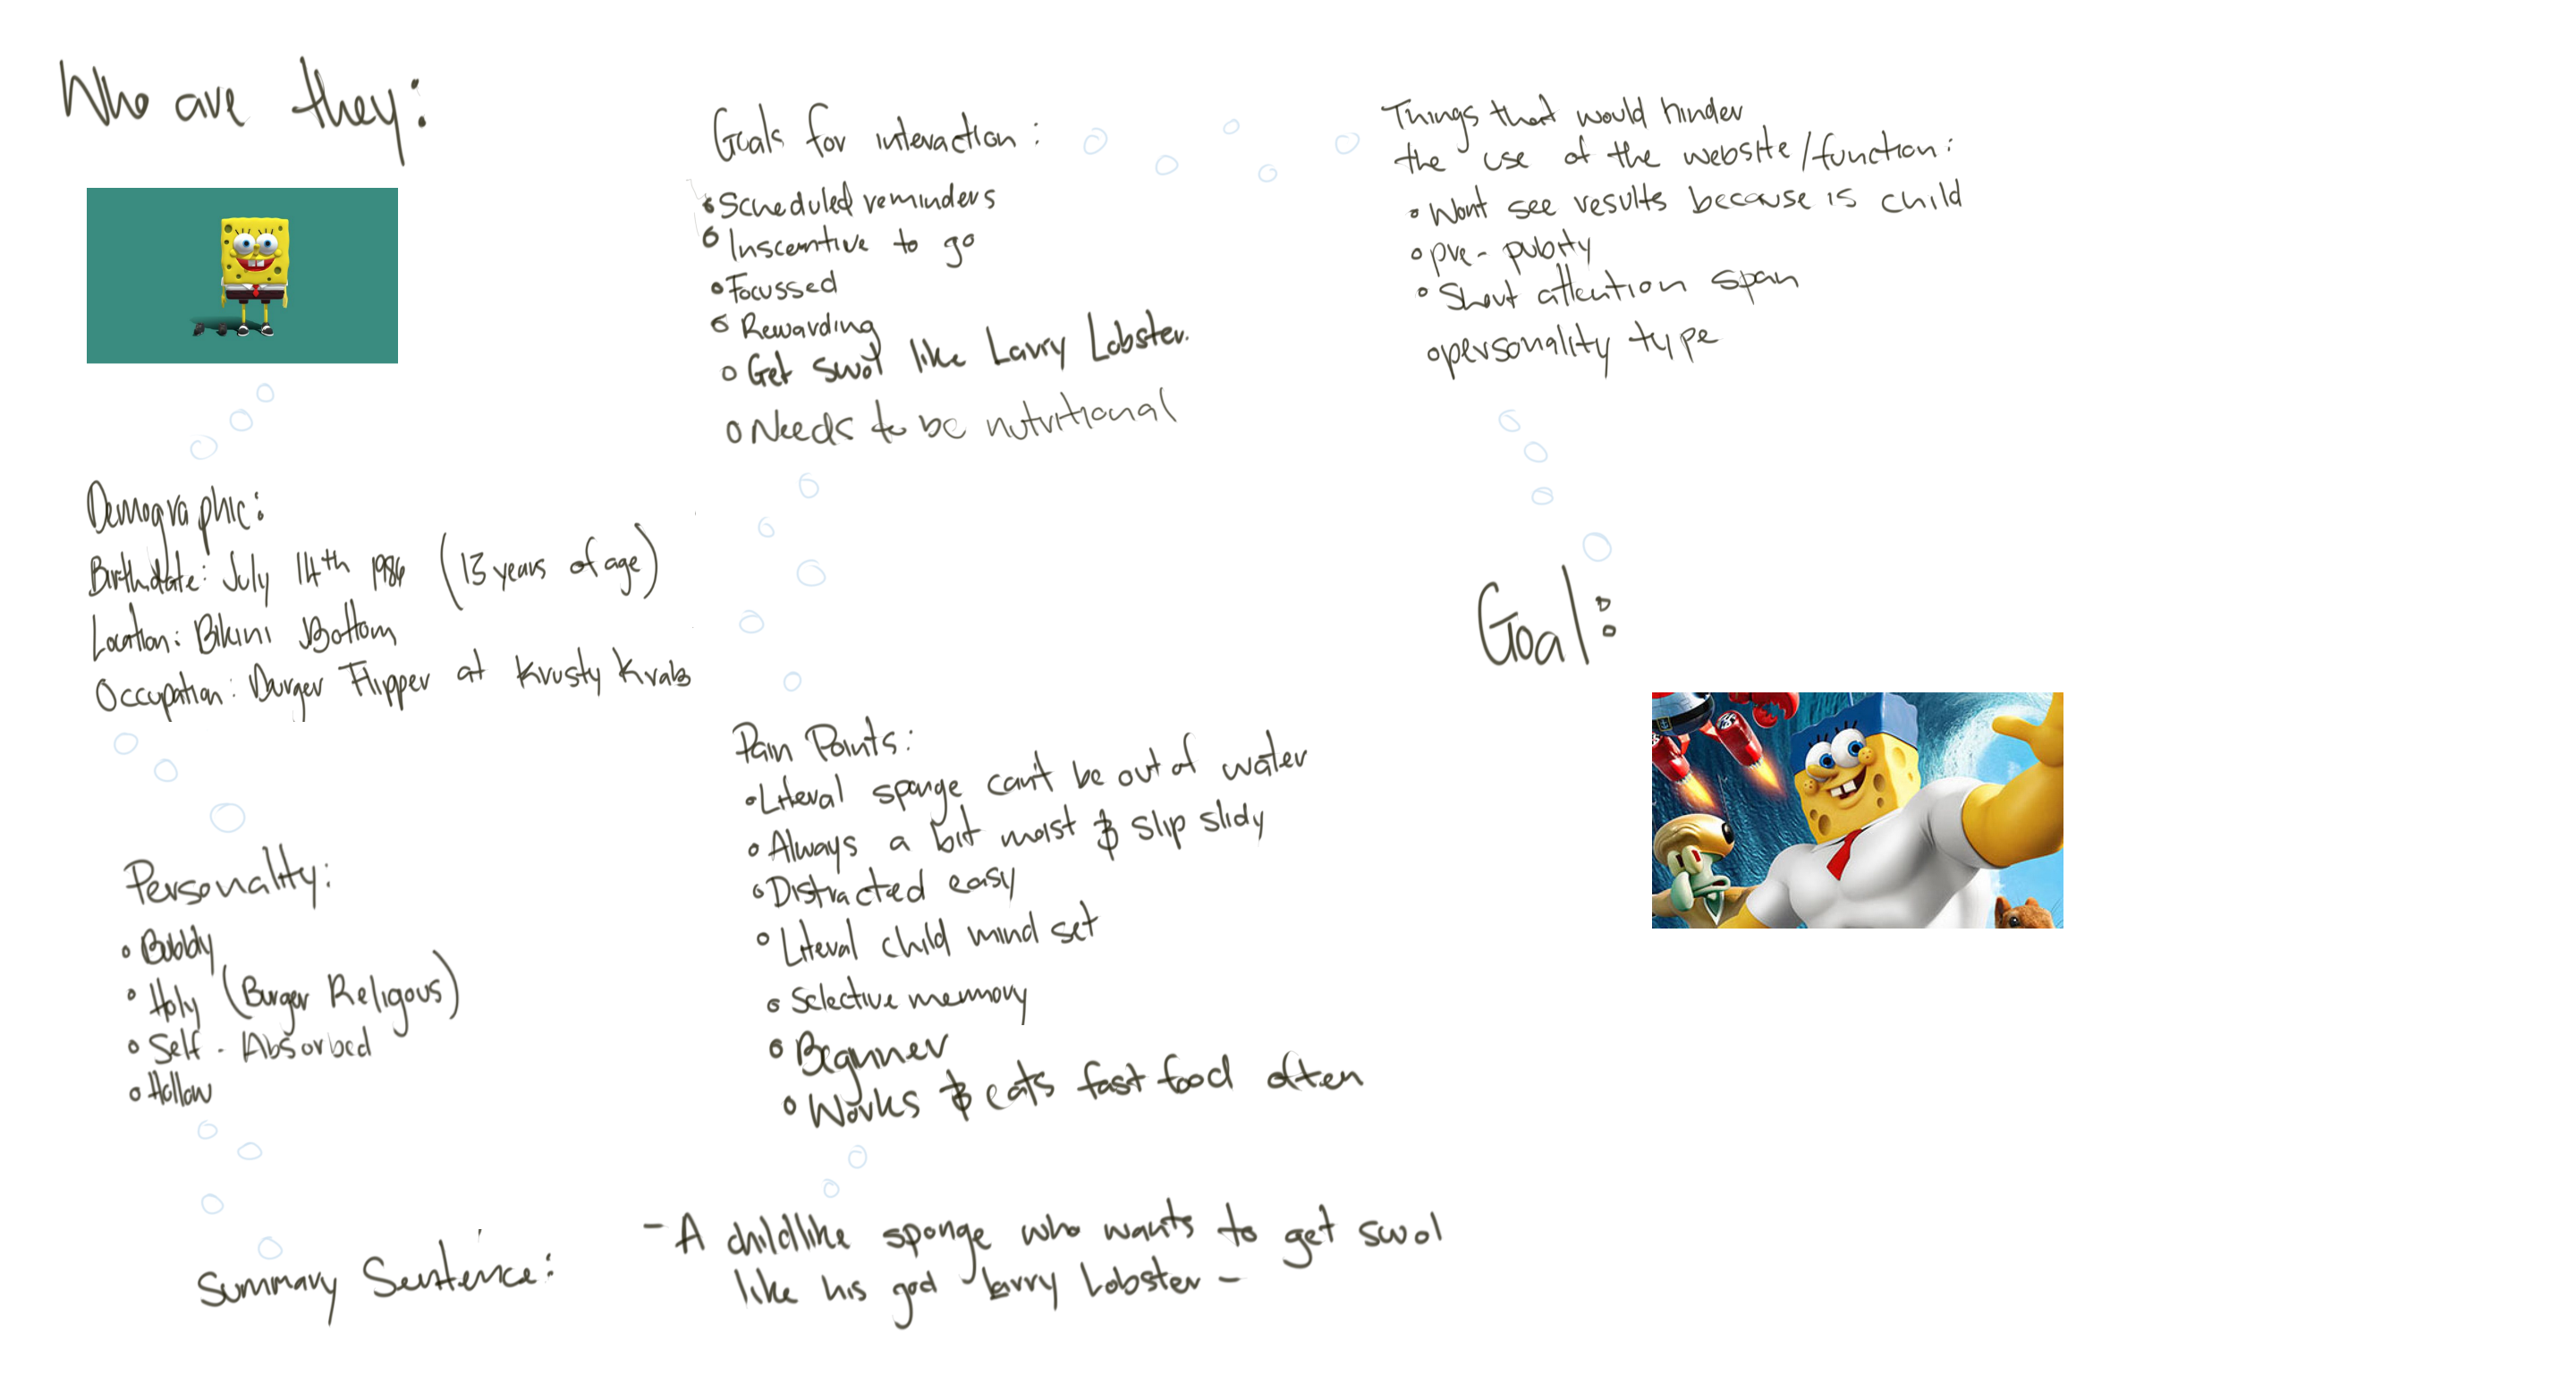 Who are they:
Demographic:
Birthdate: July 14th 1986 (13 years of age)
Location: Bikini Bottom
Occupation: Burger Flipper at Krusty Krab
Personality:
Bubbly
Holy (Burger Religous)
Self - Absorbed
Hollow
Summary Sentence:
- A childlike sponge who wants to get swol
like his god Larry Lobster -
Goals for interaction:
Scheduled reminders
Inscentive to go
Focussed
Rewarding
Get swol like Larry Lobster.
Needs to be nutritional
Pain Points:
Literal sponge can't be out of water
Always a bit moist & slip slidy
Distracted easy
Literal child mind set
Selective memory
Beginner
Works & eats fast food often
Things that would hinder
the use of the website/function:
Wont see results because is child
pre-pubity
Short attention span
personality type
Goal: